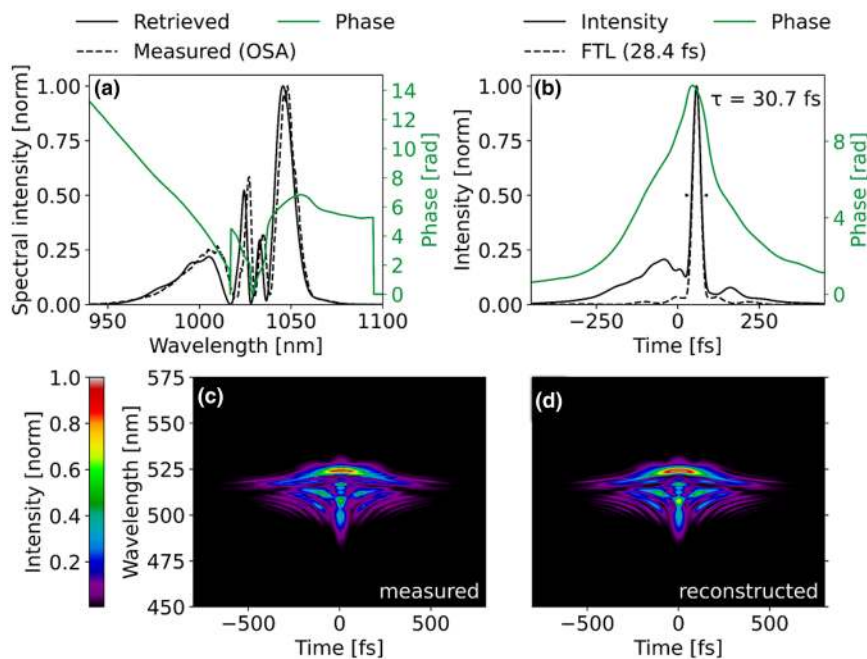 Retrieved Phase
Measured (OSA)
Intensity Phase
FTL (28.4 fs)
(a)
Spectral intensity [norm]
1.00
0.75
0.50
0.25
0.00
950 1000 1050 1100
Wavelength [nm]
14
12
10
8
6
4
2
0
Phase [rad]
(b)
τ = 30.7 fs
Intensity [norm]
1.00
0.75
0.50
0.25
0.00
−250 0 250
Time [fs]
8
4
0
Phase [rad]
Intensity [norm]
1.0
0.8
0.6
0.4
0.2
(c)
Wavelength [nm]
575
550
525
500
475
450
measured
−500 0 500
Time [fs]
(d)
reconstructed
−500 0 500
Time [fs]